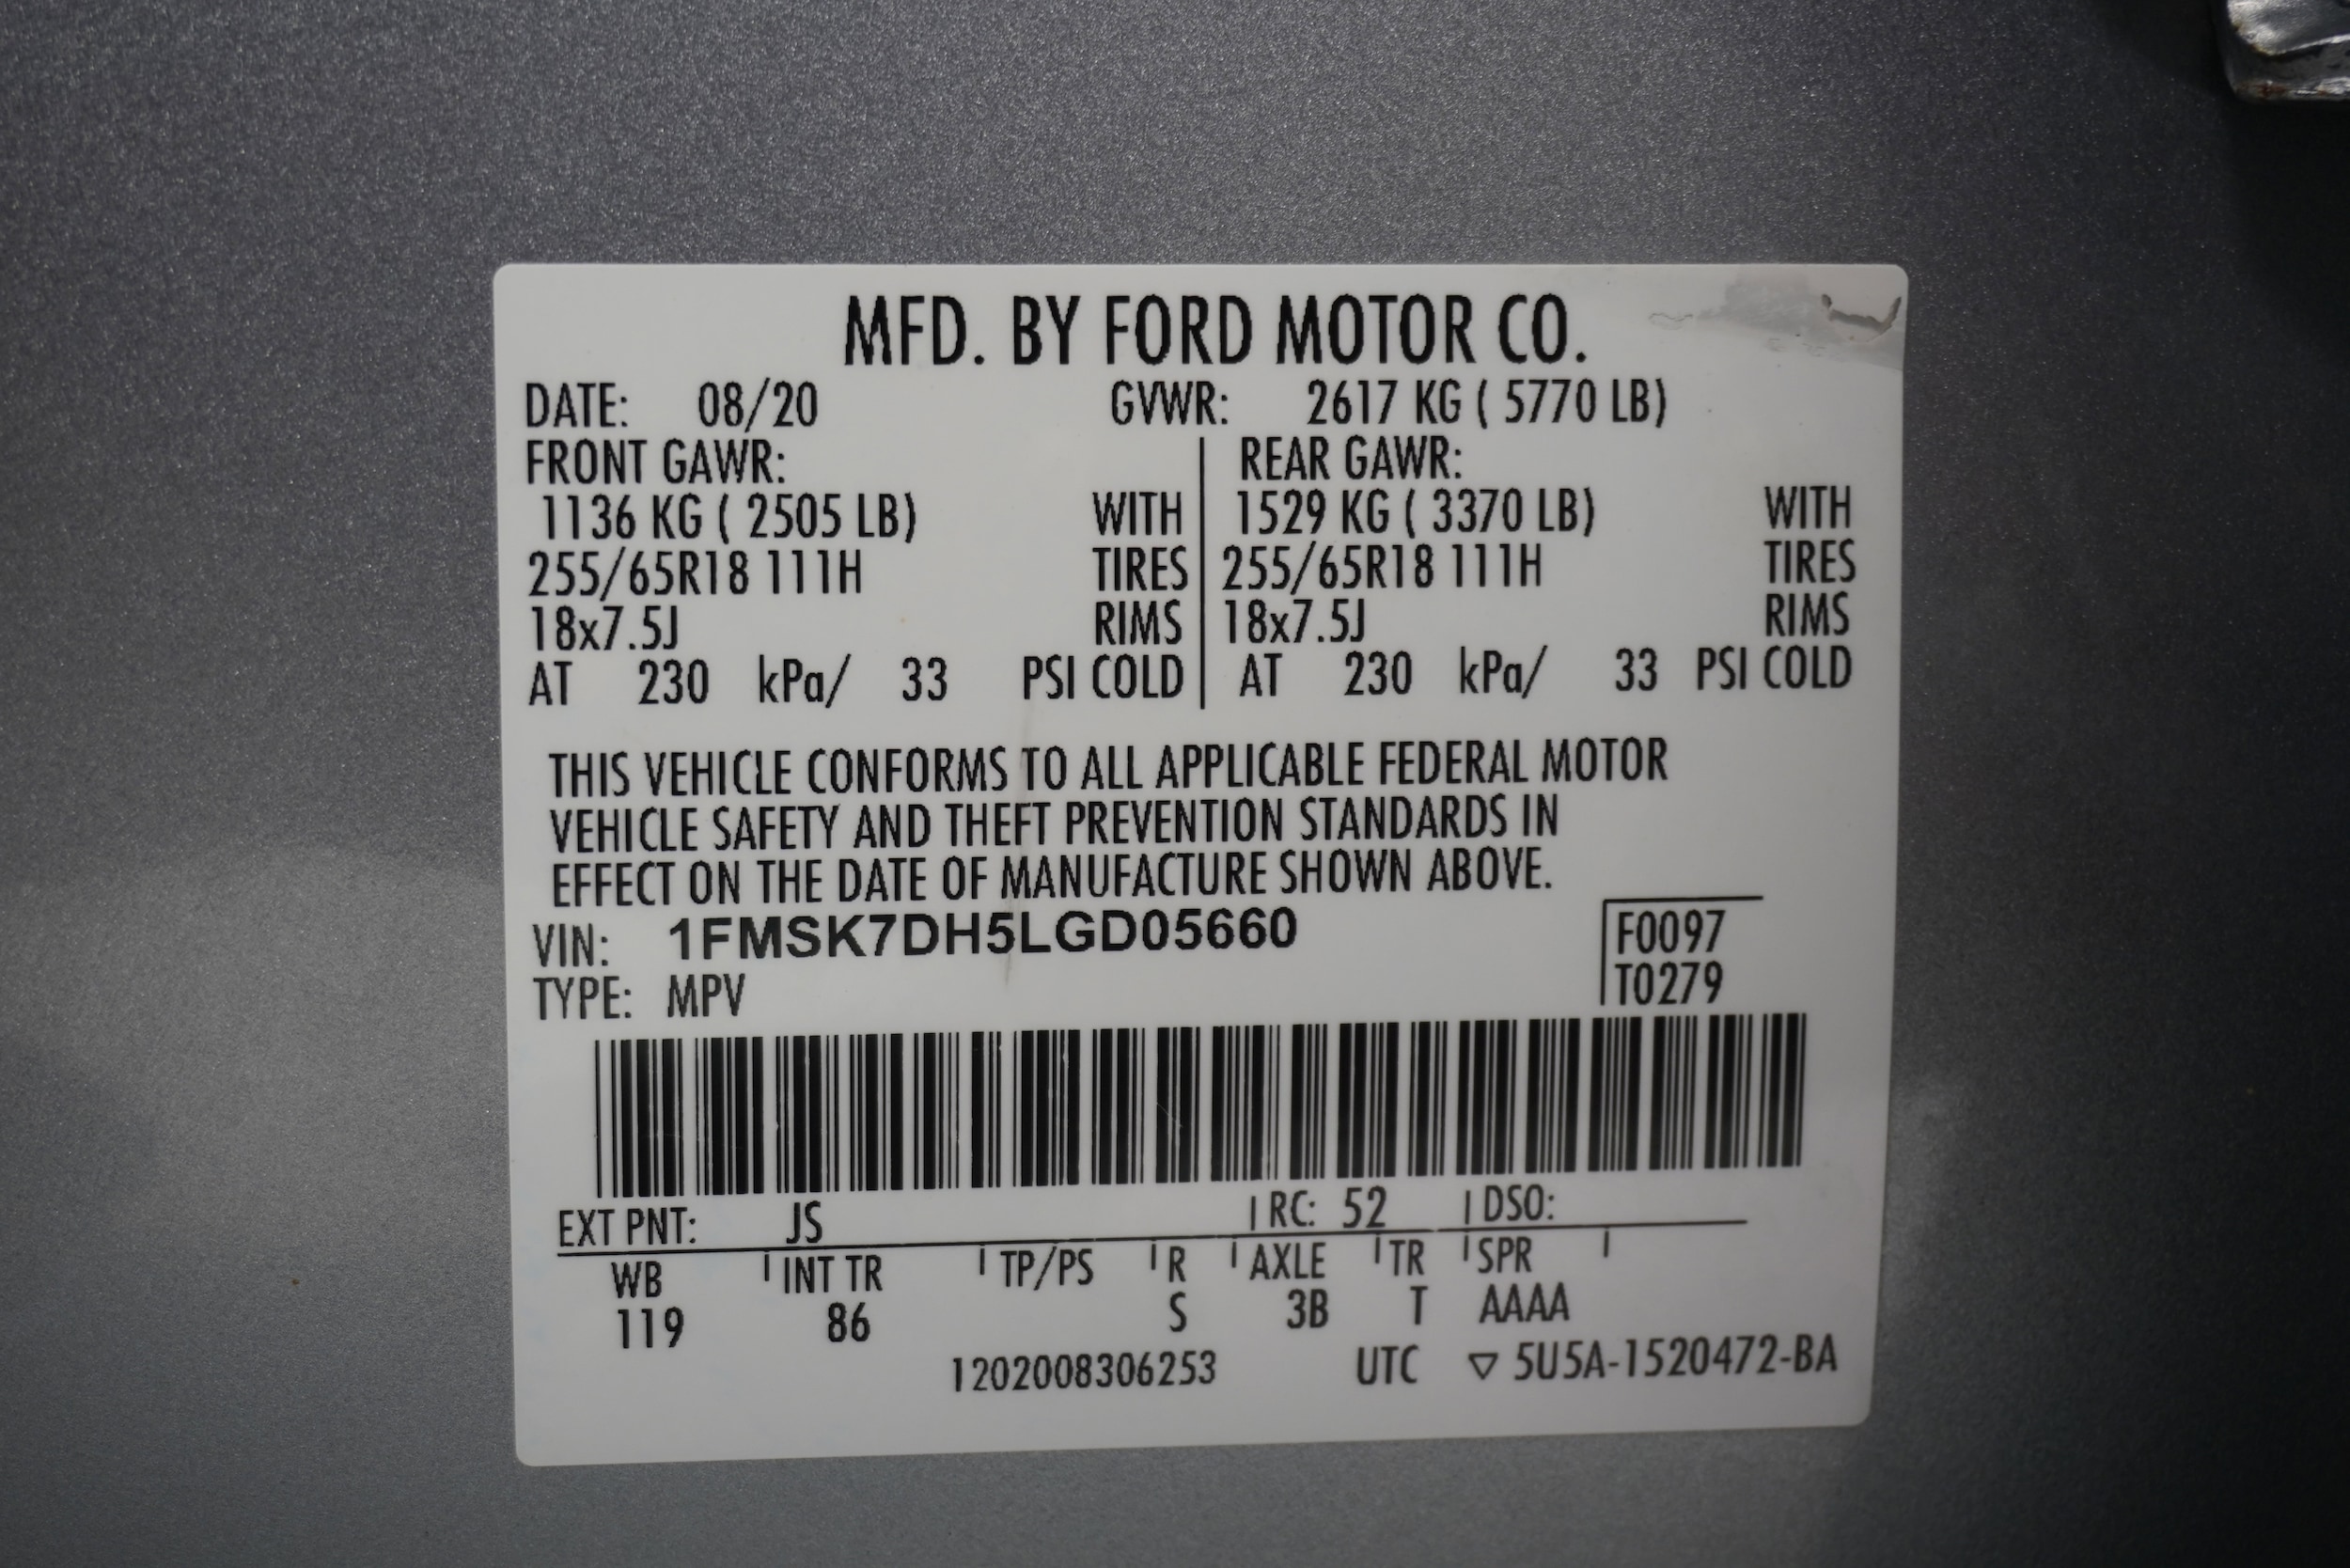 MFD. BY FORD MOTOR CO.
DATE: 08/20 GVWR: 2617 KG ( 5770 LB)
FRONT GAWR: REAR GAWR:
1136 KG ( 2505 LB) WITH 1529 KG ( 3370 LB) WITH
255/65R18 111H TIRES 255/65R18 111H TIRES
18x7.5J RIMS 18x7.5J RIMS
AT 230 kPa/ 33 PSI COLD AT 230 kPa/ 33 PSI COLD
THIS VEHICLE CONFORMS TO ALL APPLICABLE FEDERAL MOTOR
VEHICLE SAFETY AND THEFT PREVENTION STANDARDS IN
EFFECT ON THE DATE OF MANUFACTURE SHOWN ABOVE.
VIN: 1FMSK7DH5LGD05660 F0097
TYPE: MPV T0279
EXT PNT: JS RC: 52 DSO:
WB INT TR TP/PS R AXLE TR SPR
119 86 S 3B T AAAA
1202008306253 UTC ▽ 5U5A-1520472-BA